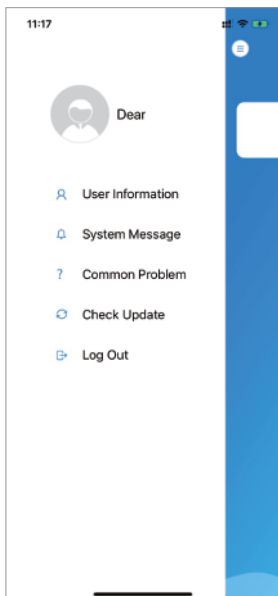 11:17
Dear
User Information
System Message
? Common Problem
Check Update
Log Out